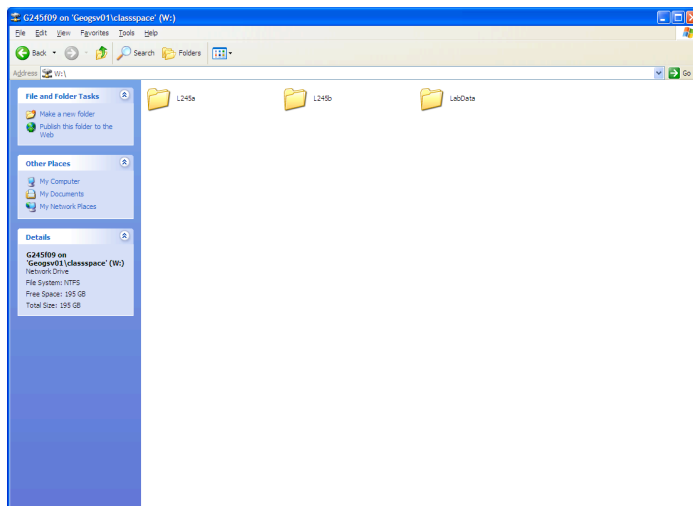 G245f09 on 'Geogsv01\classspace' (W:)
File Edit View Favorites Tools Help
Back Search Folders
Address W:\ Go
File and Folder Tasks
Make a new folder
Publish this folder to the
Web
Other Places
My Computer
My Documents
My Network Places
Details
G245f09 on
'Geogsv01\classspace' (W:)
Network Drive
File System: NTFS
Free Space: 195 GB
Total Size: 195 GB
L245a L245b LabData